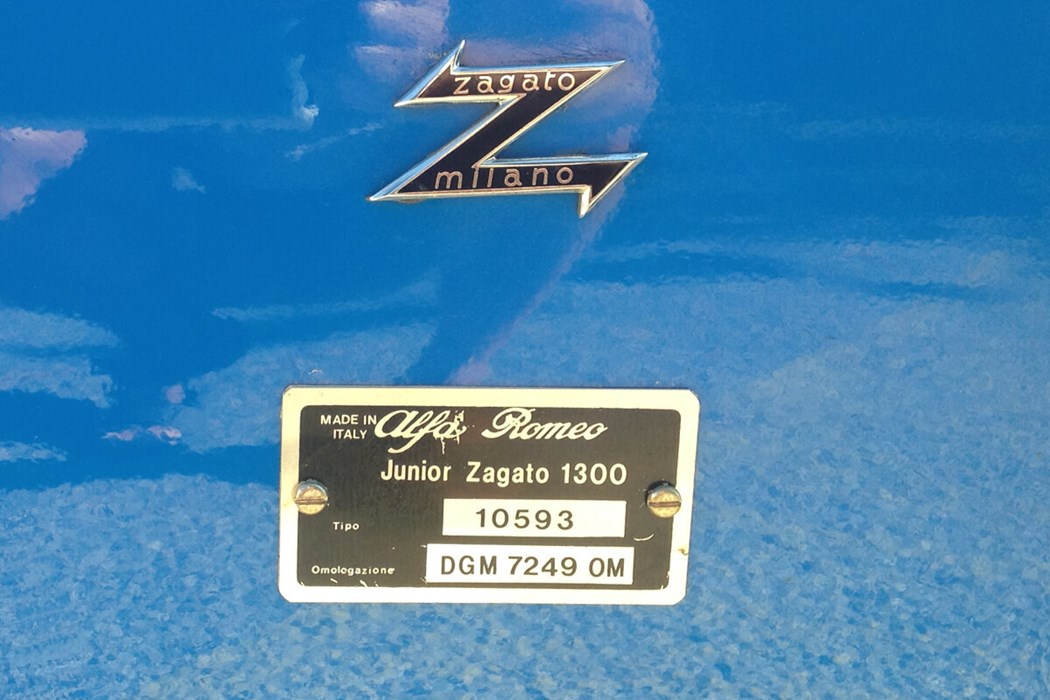 zagato
milano
MADE IN
ITALY
Alfa Romeo
Junior Zagato 1300
Tipo 10593
Omologazione DGM 7249 OM